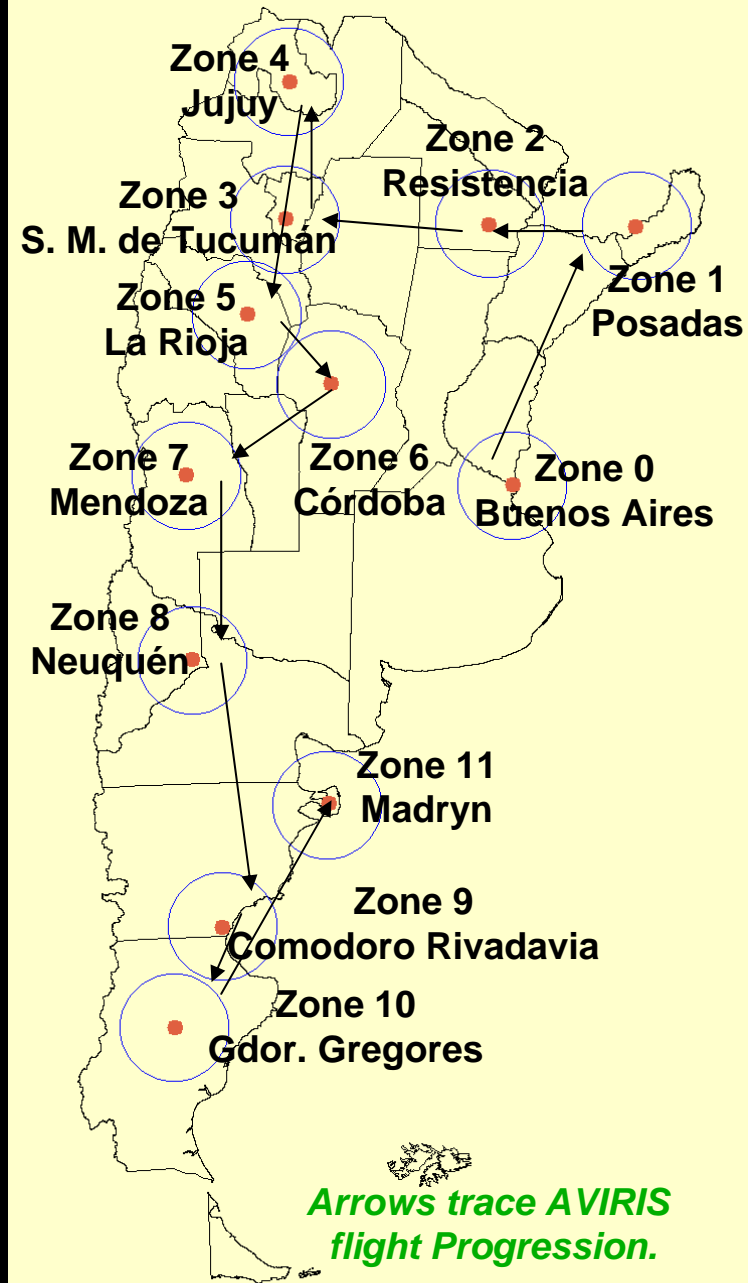 Zone 4
Jujuy
Zone 2
Resistencia
Zone 3
S. M. de Tucumán
Zone 1
Posadas
Zone 5
La Rioja
Zone 7
Mendoza
Zone 6
Córdoba
Zone 0
Buenos Aires
Zone 8
Neuquén
Zone 11
Madryn
Zone 9
Comodoro Rivadavia
Zone 10
Gdor. Gregores
Arrows trace AVIRIS
flight Progression.